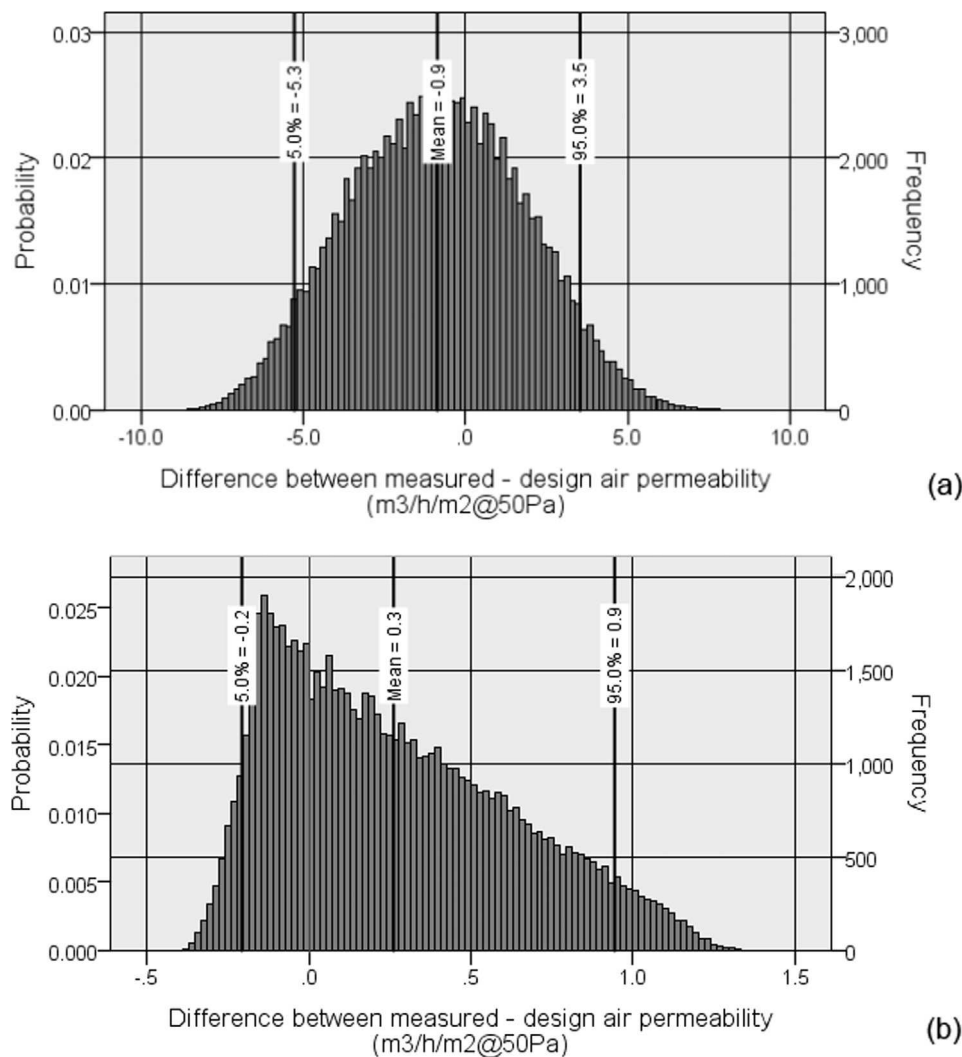 0.03
3,000
5.0% = -5.3
Mean = -0.9
95.0% = 3.5
0.02
2,000
Probability
Frequency
0.01
1,000
0.00
0
-10.0
-5.0
.0
5.0
10.0
Difference between measured - design air permeability
(m3/h/m2@50Pa)
(a)
2,000
0.025
5.0% = -0.2
Mean = 0.3
95.0% = 0.9
0.020
1,500
Probability
Frequency
0.015
1,000
0.010
500
0.005
0.000
0
-.5
.0
0.5
1.0
1.5
Difference between measured - design air permeability
(m3/h/m2@50Pa)
(b)